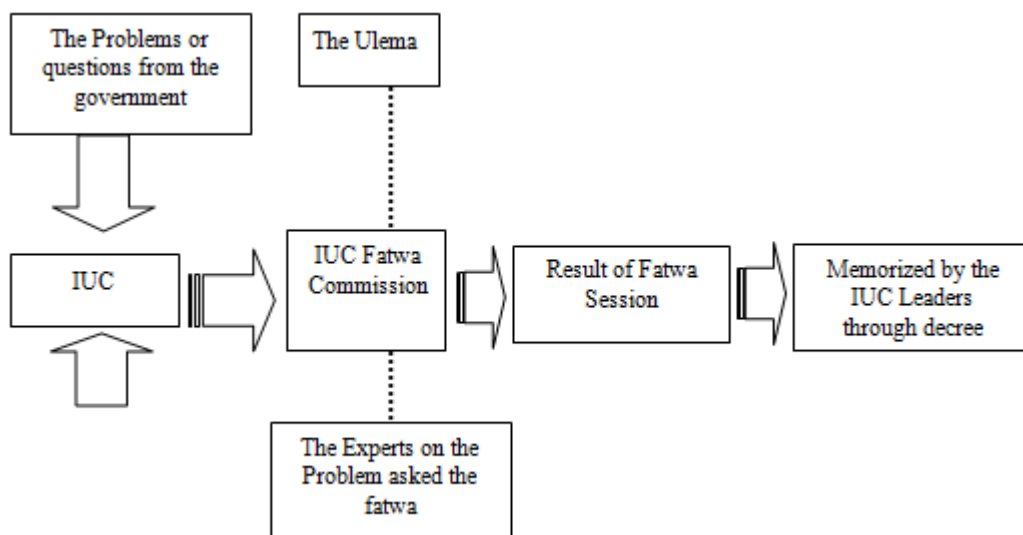 The Problems or
questions from the
government
The Ulema
IUC
IUC Fatwa
Commission
Result of Fatwa
Session
Memorized by the
IUC Leaders
through decree
The Experts on the
Problem asked the
fatwa